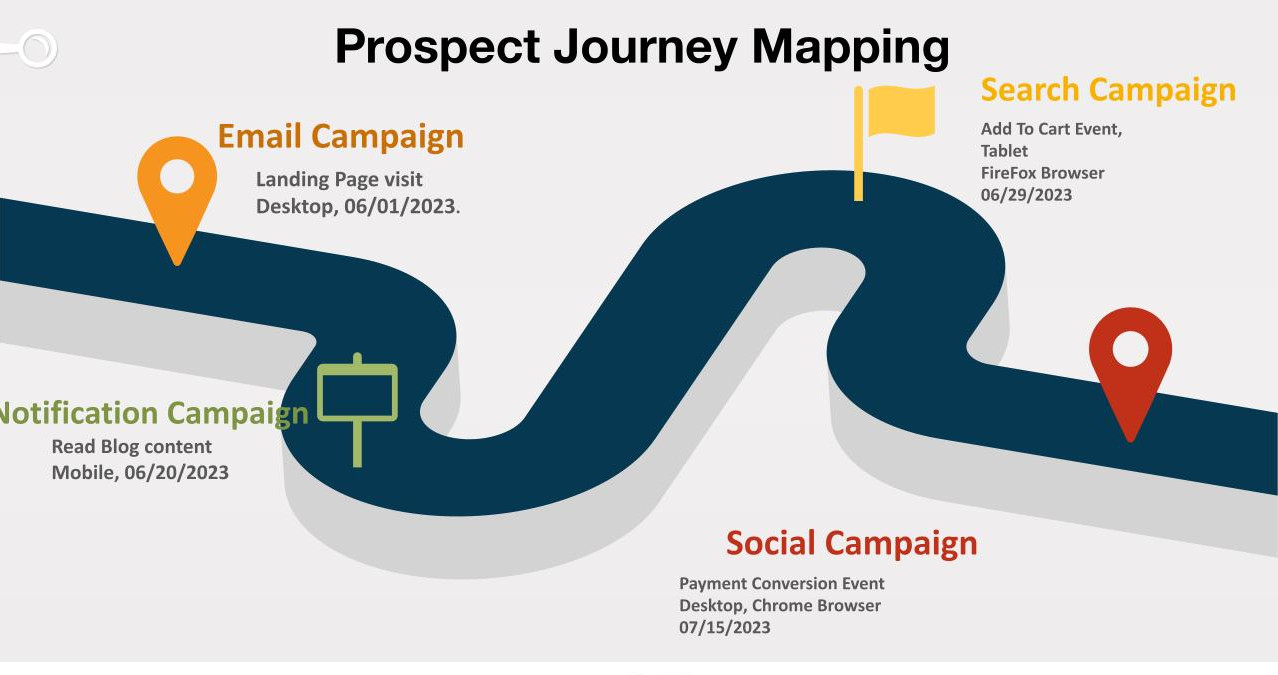 Prospect Journey Mapping
Email Campaign
Landing Page visit
Desktop, 06/01/2023.
Notification Campaign
Read Blog content
Mobile, 06/20/2023
Search Campaign
Add To Cart Event,
Tablet
FireFox Browser
06/29/2023
Social Campaign
Payment Conversion Event
Desktop, Chrome Browser
07/15/2023